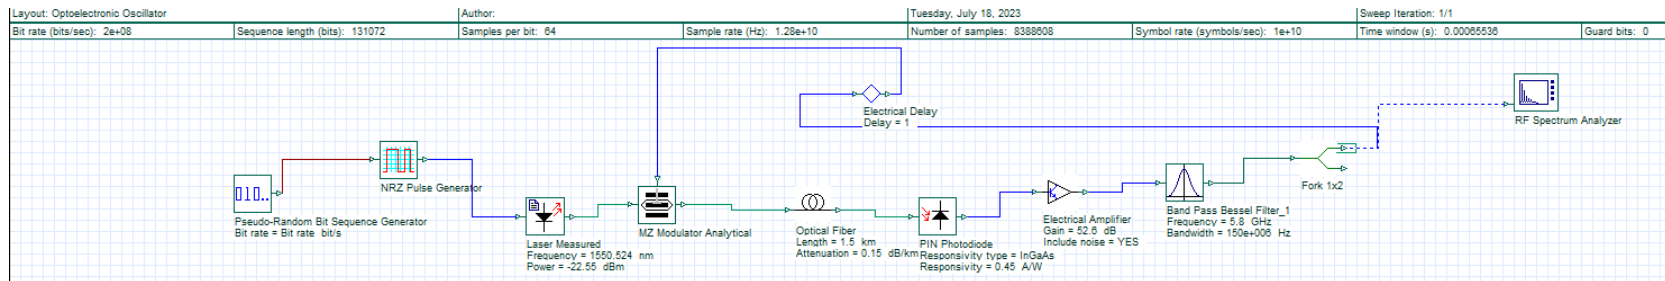 Layout: Optoelectronic Oscillator
Author:
Tuesday, July 18, 2023
Sweep Iteration: 1/1
Bit rate (bits/sec): 2e+08
Sequence length (bits): 131072
Samples per bit: 64
Sample rate (Hz): 1.28e+10
Number of samples: 8388608
Symbol rate (symbols/sec): 1e+10
Time window (s): 0.00065536
Guard bits: 0
Electrical Delay
Delay = 1
RF Spectrum Analyzer
NRZ Pulse Generator
Fork 1x2
010..
Pseudo-Random Bit Sequence Generator
Bit rate = Bit rate bit/s
Laser Measured
Frequency = 1550.524 nm
Power = -22.55 dBm
MZ Modulator Analytical
Optical Fiber
Length = 1.5 km
Attenuation = 0.15 dB/km
PIN Photodiode
Responsivity type = InGaAs
Responsivity = 0.45 A/W
Electrical Amplifier
Gain = 52.6 dB
Include noise = YES
Band Pass Bessel Filter_1
Frequency = 5.8 GHz
Bandwidth = 150e+006 Hz